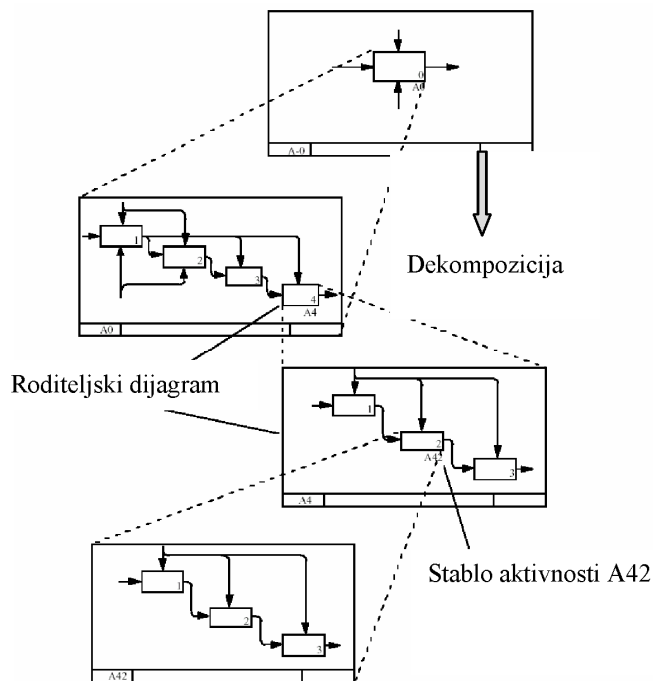 0
A0
A-0
1
2
3
4
A4
A0
Dekompozicija
Roditeljski dijagram
1
2
A42
3
A4
Stablo aktivnosti A42
1
2
3
A42